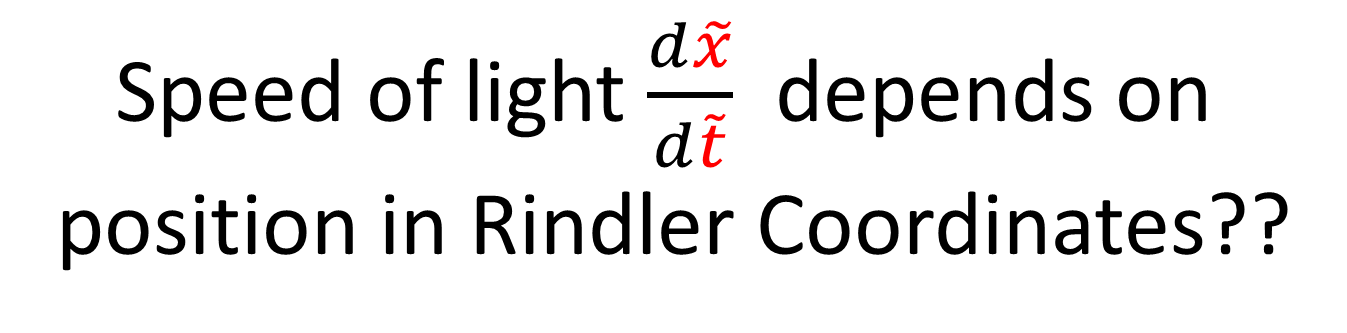 Speed of light dx̃/dt̃ depends on
position in Rindler Coordinates??